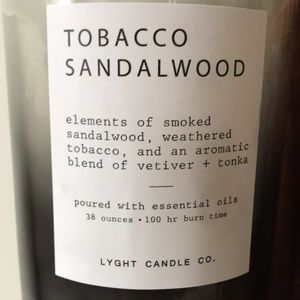 TOBACCO
SANDALWOOD
elements of smoked
sandalwood, weathered
tobacco, and an aromatic
blend of vetiver + tonka
poured with essential oils
38 ounces • 100 hr burn time
LYGHT CANDLE CO.